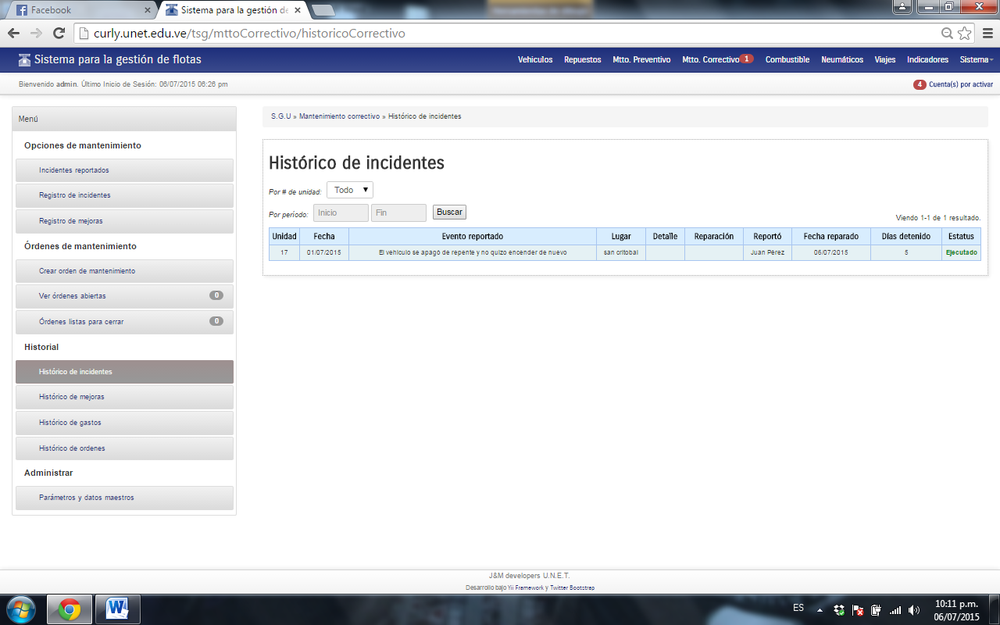 Facebook
Sistema para la gestión de
curly.unet.edu.ve/tsg/mttoCorrectivo/historicoCorrectivo
Sistema para la gestión de flotas
Vehiculos Repuestos Mtto. Preventivo Mtto. Correctivo 1 Combustible Neumáticos Viajes Indicadores Sistema
Bienvenido admin. Último Inicio de Sesión: 06/07/2015 06:26 pm
4 Cuenta(s) por activar
Menú
Opciones de mantenimiento
Incidentes reportados
Registro de incidentes
Registro de mejoras
Órdenes de mantenimiento
Crear orden de mantenimiento
Ver órdenes abiertas 0
Órdenes listas para cerrar 0
Historial
Histórico de incidentes
Histórico de mejoras
Histórico de gastos
Histórico de ordenes
Administrar
Parámetros y datos maestros
S.G.U » Mantenimiento correctivo » Histórico de incidentes
Histórico de incidentes
Por # de unidad: Todo
Por período: Inicio Fin Buscar
Viendo 1-1 de 1 resultado.
Unidad Fecha Evento reportado Lugar Detalle Reparación Reportó Fecha reparado Días detenido Estatus
17 01/07/2015 El vehiculo se apagó de repente y no quizo encender de nuevo san critobal Juan Pérez 06/07/2015 5 Ejecutado
J&M developers U.N.E.T.
Desarrollo bajo Yii Framework y Twitter Bootstrap
ES
10:11 p.m.
06/07/2015